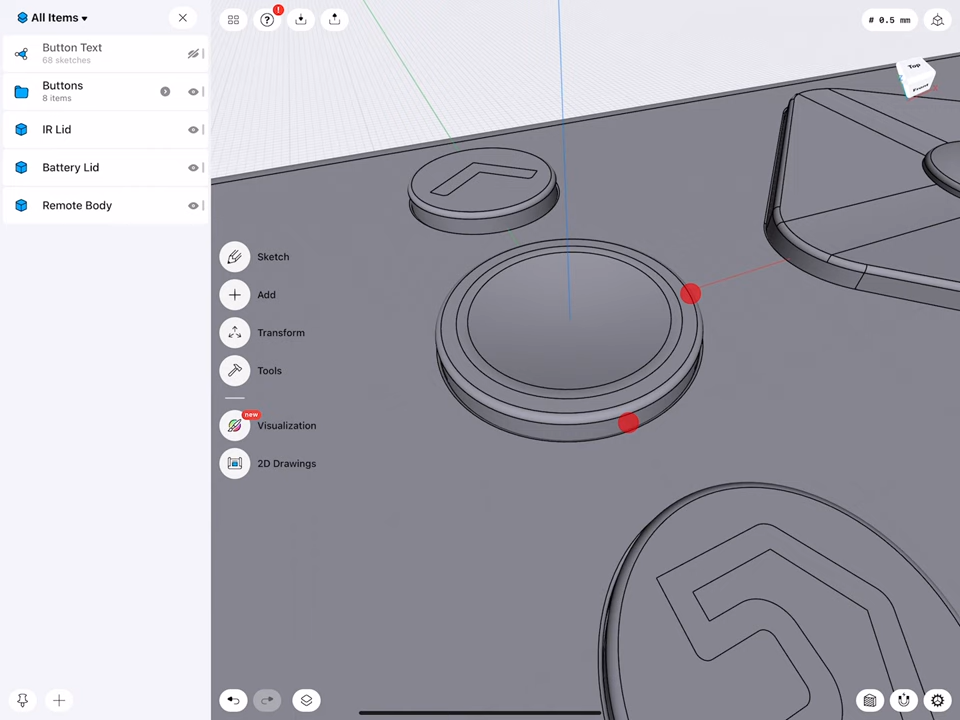 All Items
Button Text
68 sketches
Buttons
8 items
IR Lid
Battery Lid
Remote Body
Sketch
Add
Transform
Tools
new
Visualization
2D Drawings
?
!
# 0.5 mm
Top
Front